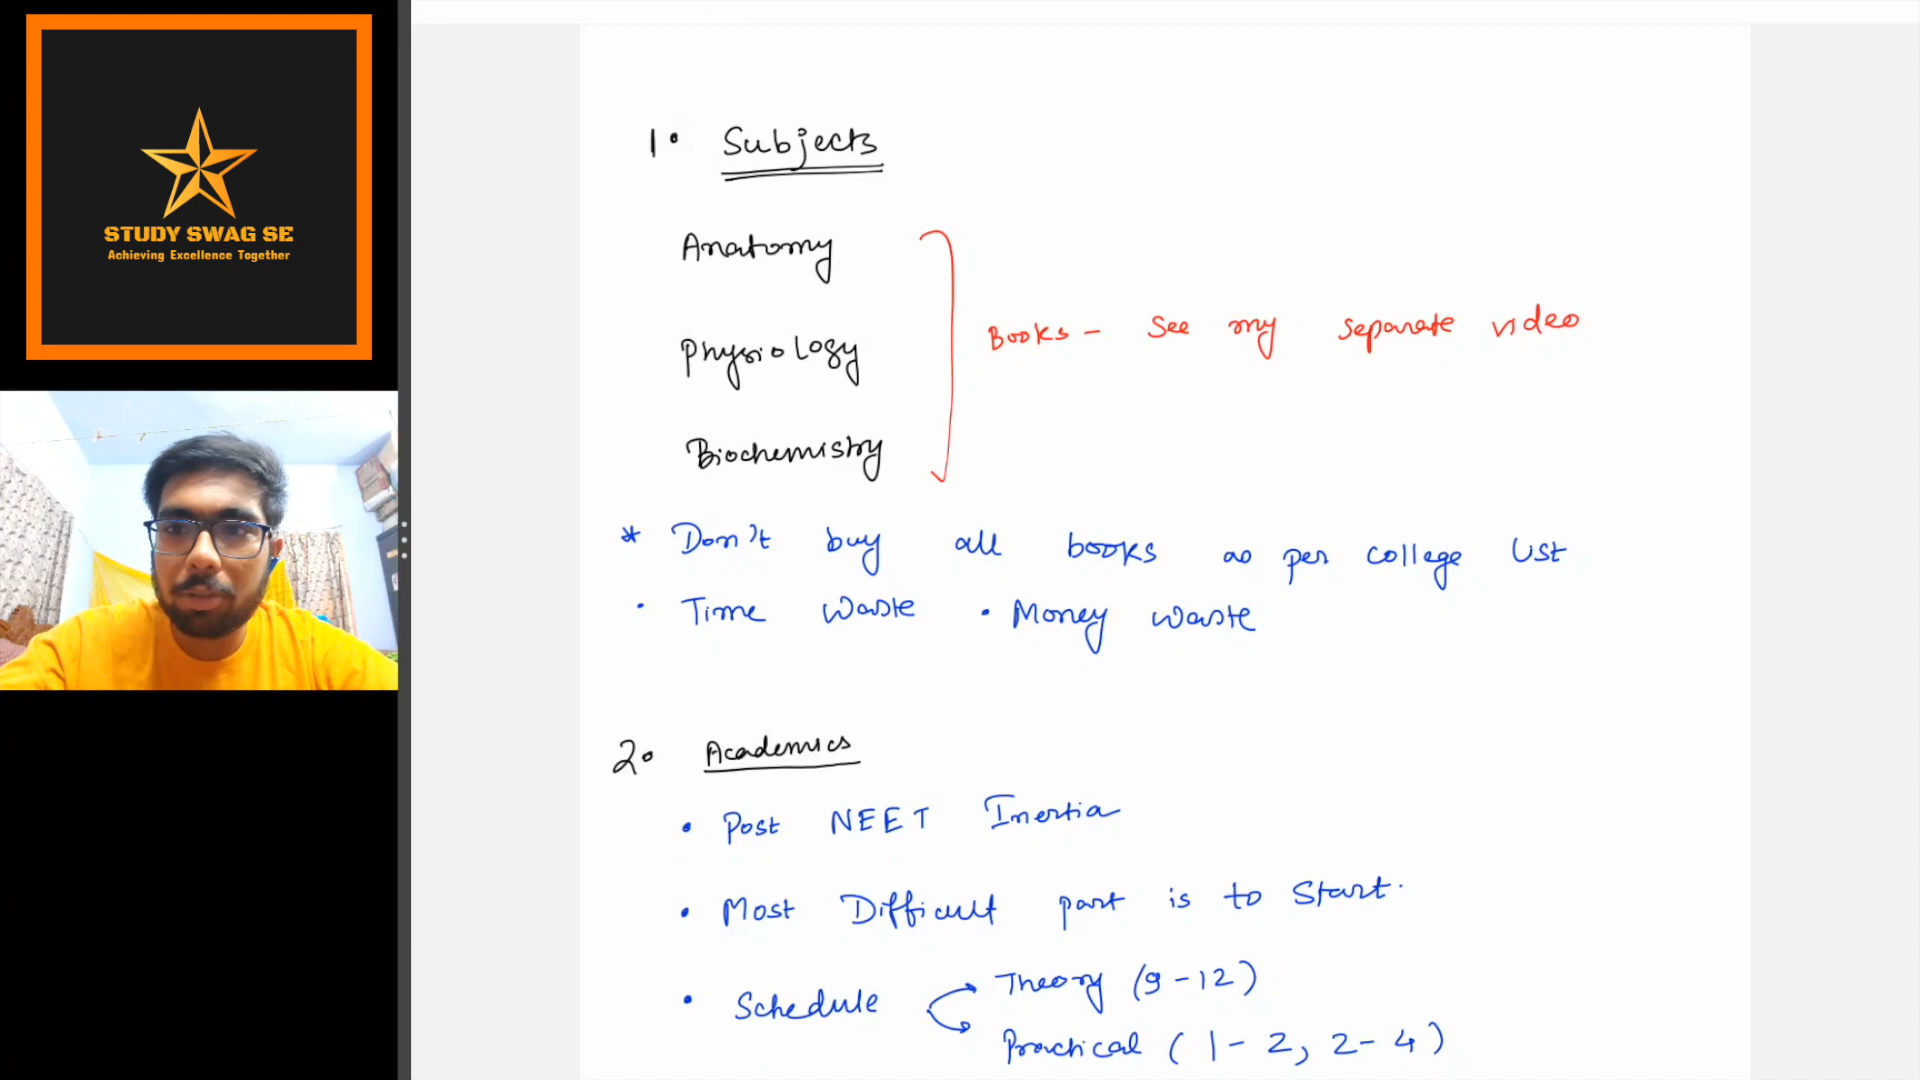 STUDY SWAG SE
Achieving Excellence Together
1. Subjects
Anatomy
Physiology
Biochemistry
Books - See my separate video
* Don't buy all books as per college list
· Time waste · Money waste
2. Academics
• Post NEET Inertia
• Most Difficult part is to start.
• Schedule
Theory (9-12)
Practical (1-2, 2-4)